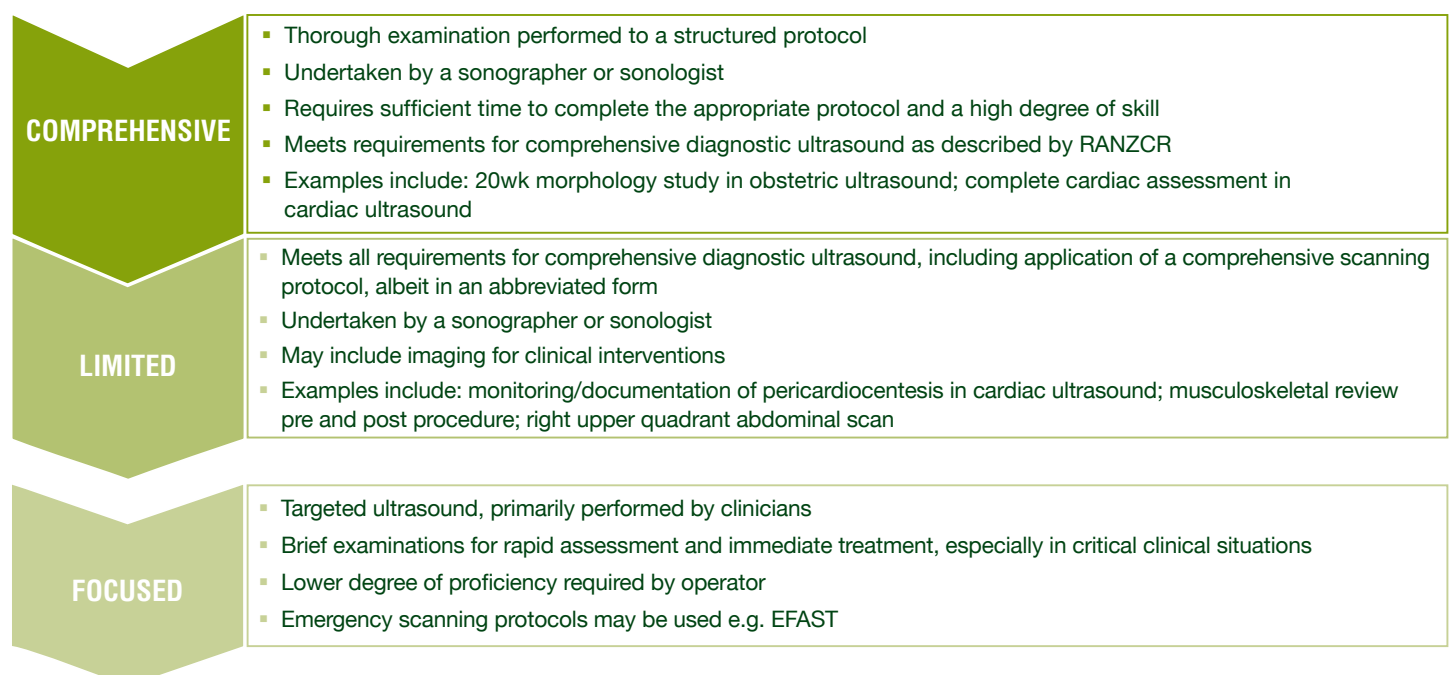 COMPREHENSIVE
▪ Thorough examination performed to a structured protocol
▪ Undertaken by a sonographer or sonologist
▪ Requires sufficient time to complete the appropriate protocol and a high degree of skill
▪ Meets requirements for comprehensive diagnostic ultrasound as described by RANZCR
▪ Examples include: 20wk morphology study in obstetric ultrasound; complete cardiac assessment in
cardiac ultrasound
LIMITED
▪ Meets all requirements for comprehensive diagnostic ultrasound, including application of a comprehensive scanning
protocol, albeit in an abbreviated form
▪ Undertaken by a sonographer or sonologist
▪ May include imaging for clinical interventions
▪ Examples include: monitoring/documentation of pericardiocentesis in cardiac ultrasound; musculoskeletal review
pre and post procedure; right upper quadrant abdominal scan
FOCUSED
▪ Targeted ultrasound, primarily performed by clinicians
▪ Brief examinations for rapid assessment and immediate treatment, especially in critical clinical situations
▪ Lower degree of proficiency required by operator
▪ Emergency scanning protocols may be used e.g. EFAST